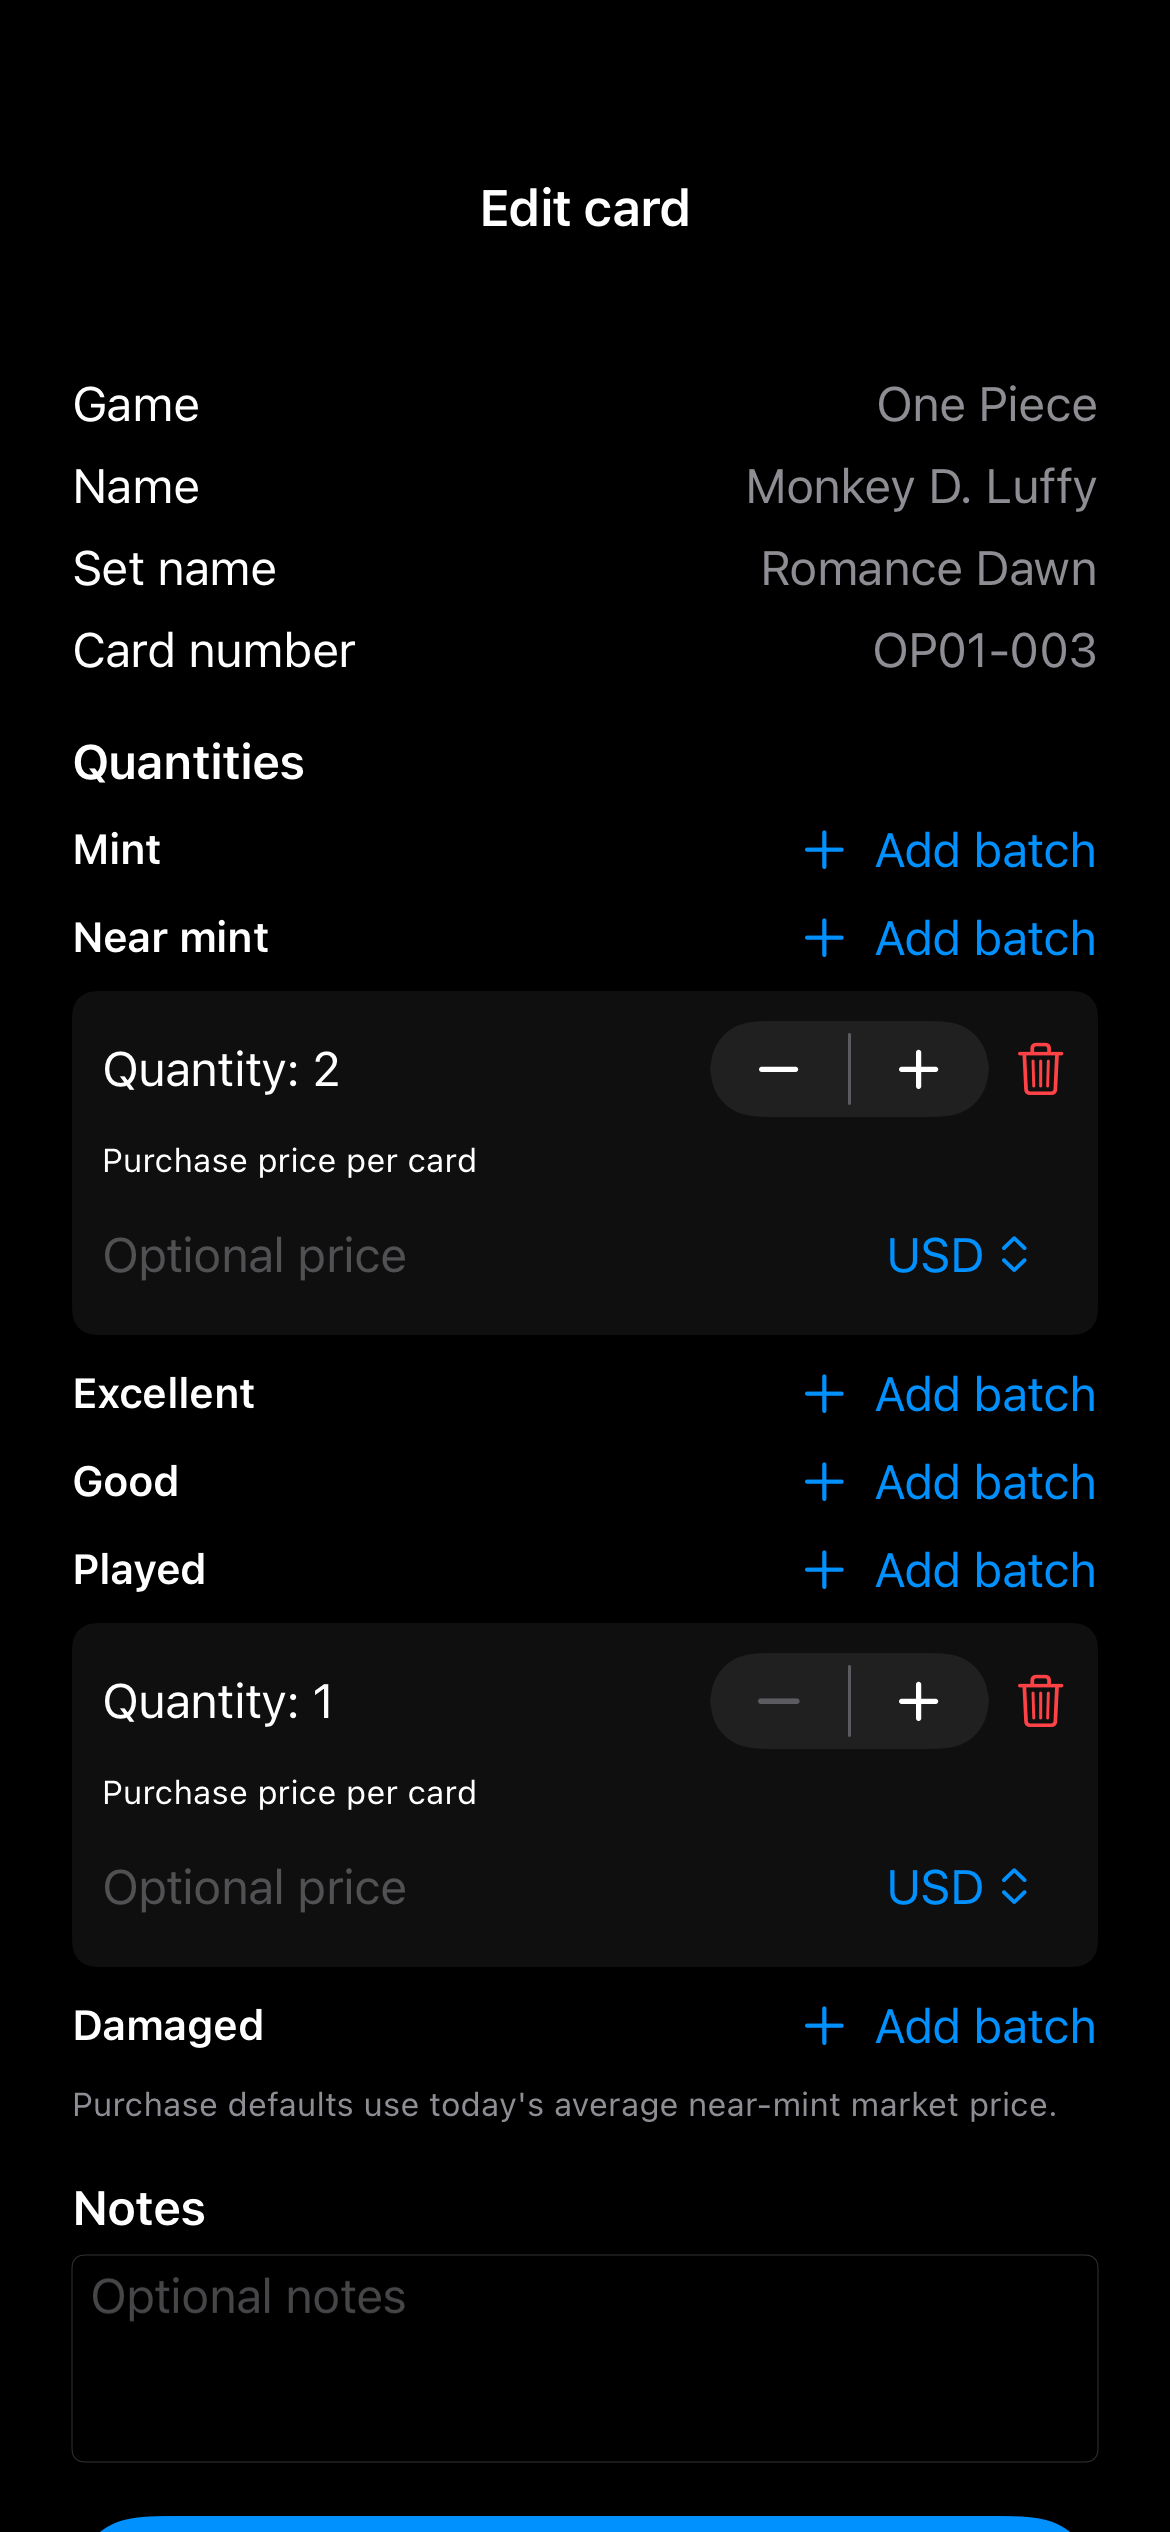 Edit card
Game One Piece
Name Monkey D. Luffy
Set name Romance Dawn
Card number OP01-003
Quantities
Mint + Add batch
Near mint + Add batch
Quantity: 2
Purchase price per card
Optional price USD
Excellent + Add batch
Good + Add batch
Played + Add batch
Quantity: 1
Purchase price per card
Optional price USD
Damaged + Add batch
Purchase defaults use today's average near-mint market price.
Notes
Optional notes